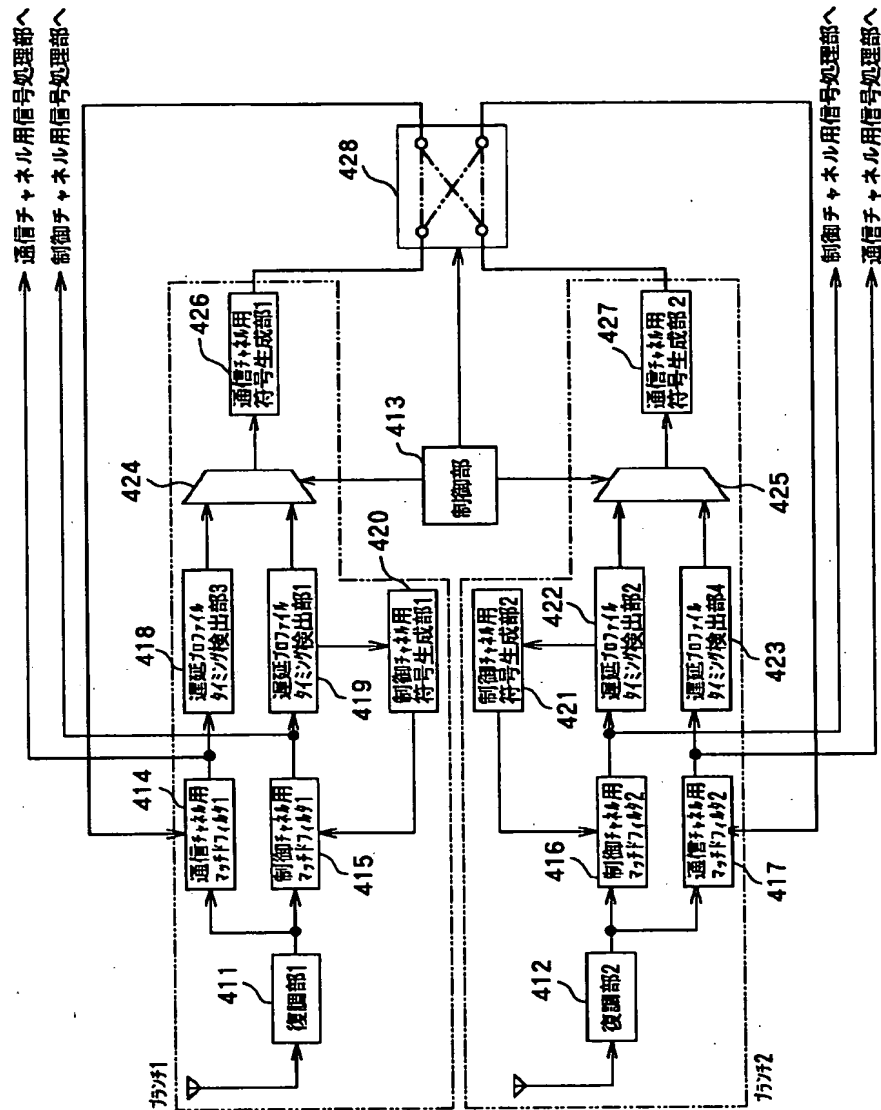 通信チャネル用信号処理部へ
制御チャネル用信号処理部へ
ブランチ1
411
復調部1
414
通信チャネル用
マッチドフィルタ1
制御チャネル用
マッチドフィルタ1
415
418
遅延プロファイル
タイミング検出部3
遅延プロファイル
タイミング検出部1
419
420
制御チャネル用
符号生成部1
424
426
通信チャネル用
符号生成部1
428
413
制御部
ブランチ2
412
復調部2
416
制御チャネル用
マッチドフィルタ2
通信チャネル用
マッチドフィルタ2
417
421
制御チャネル用
符号生成部2
422
遅延プロファイル
タイミング検出部2
遅延プロファイル
タイミング検出部4
423
425
427
通信チャネル用
符号生成部2
制御チャネル用信号処理部へ
通信チャネル用信号処理部へ